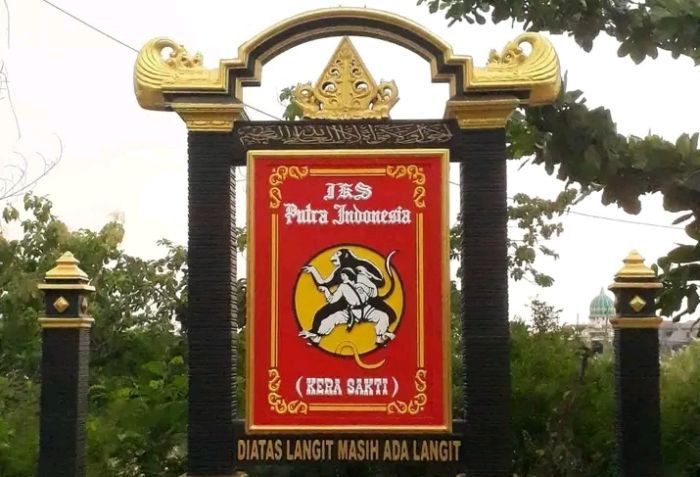 IKS
Putra Indonesia
( KERA SAKTI )
DIATAS LANGIT MASIH ADA LANGIT